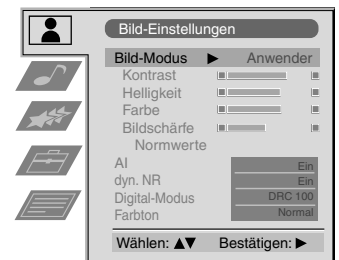 Bild-Einstellungen
Bild-Modus ▶ Anwender
Kontrast
Helligkeit
Farbe
Bildschärfe
Normwerte
AI Ein
dyn. NR Ein
Digital-Modus DRC 100
Farbton Normal
Wählen: ▲▼ Bestätigen: ▶